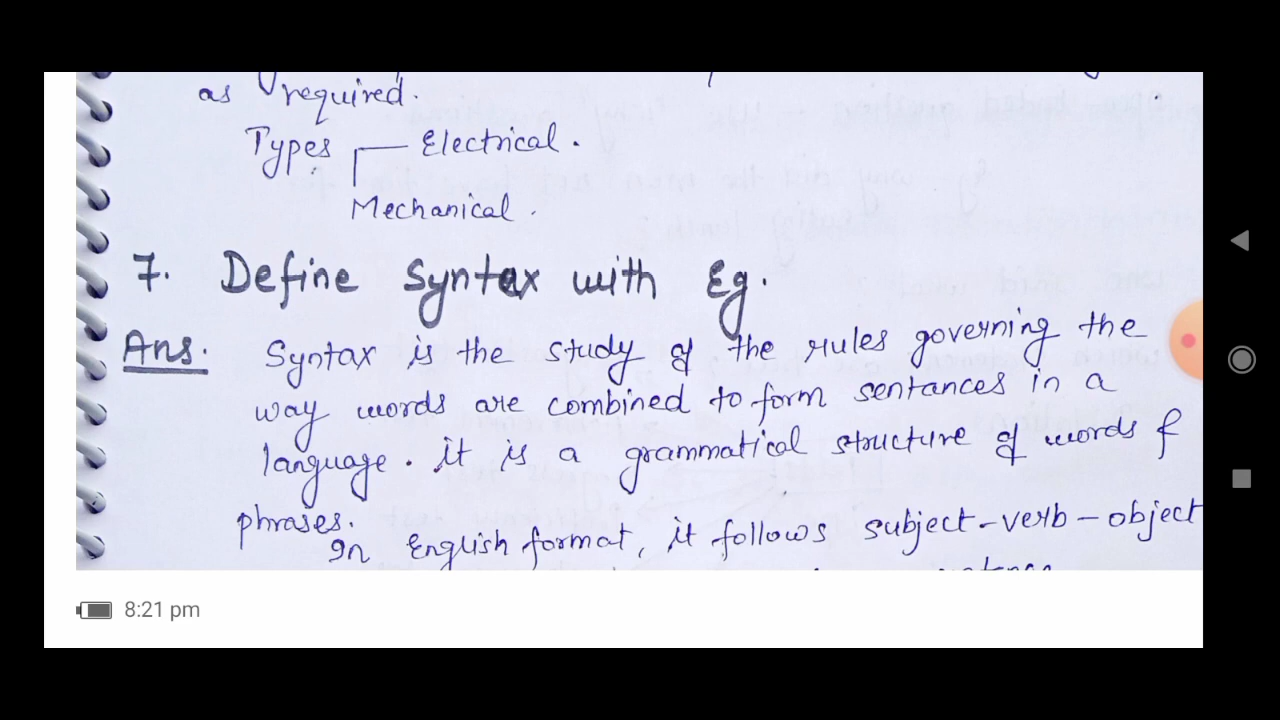 as required.
Types Electrical.
Mechanical.
7. Define Syntax with Eg.
Ans. Syntax is the study of the rules governing the
way words are combined to form sentances in a
language. it is a grammatical structure of words &
phrases.
In English format, it follows subject-verb-object
8:21 pm